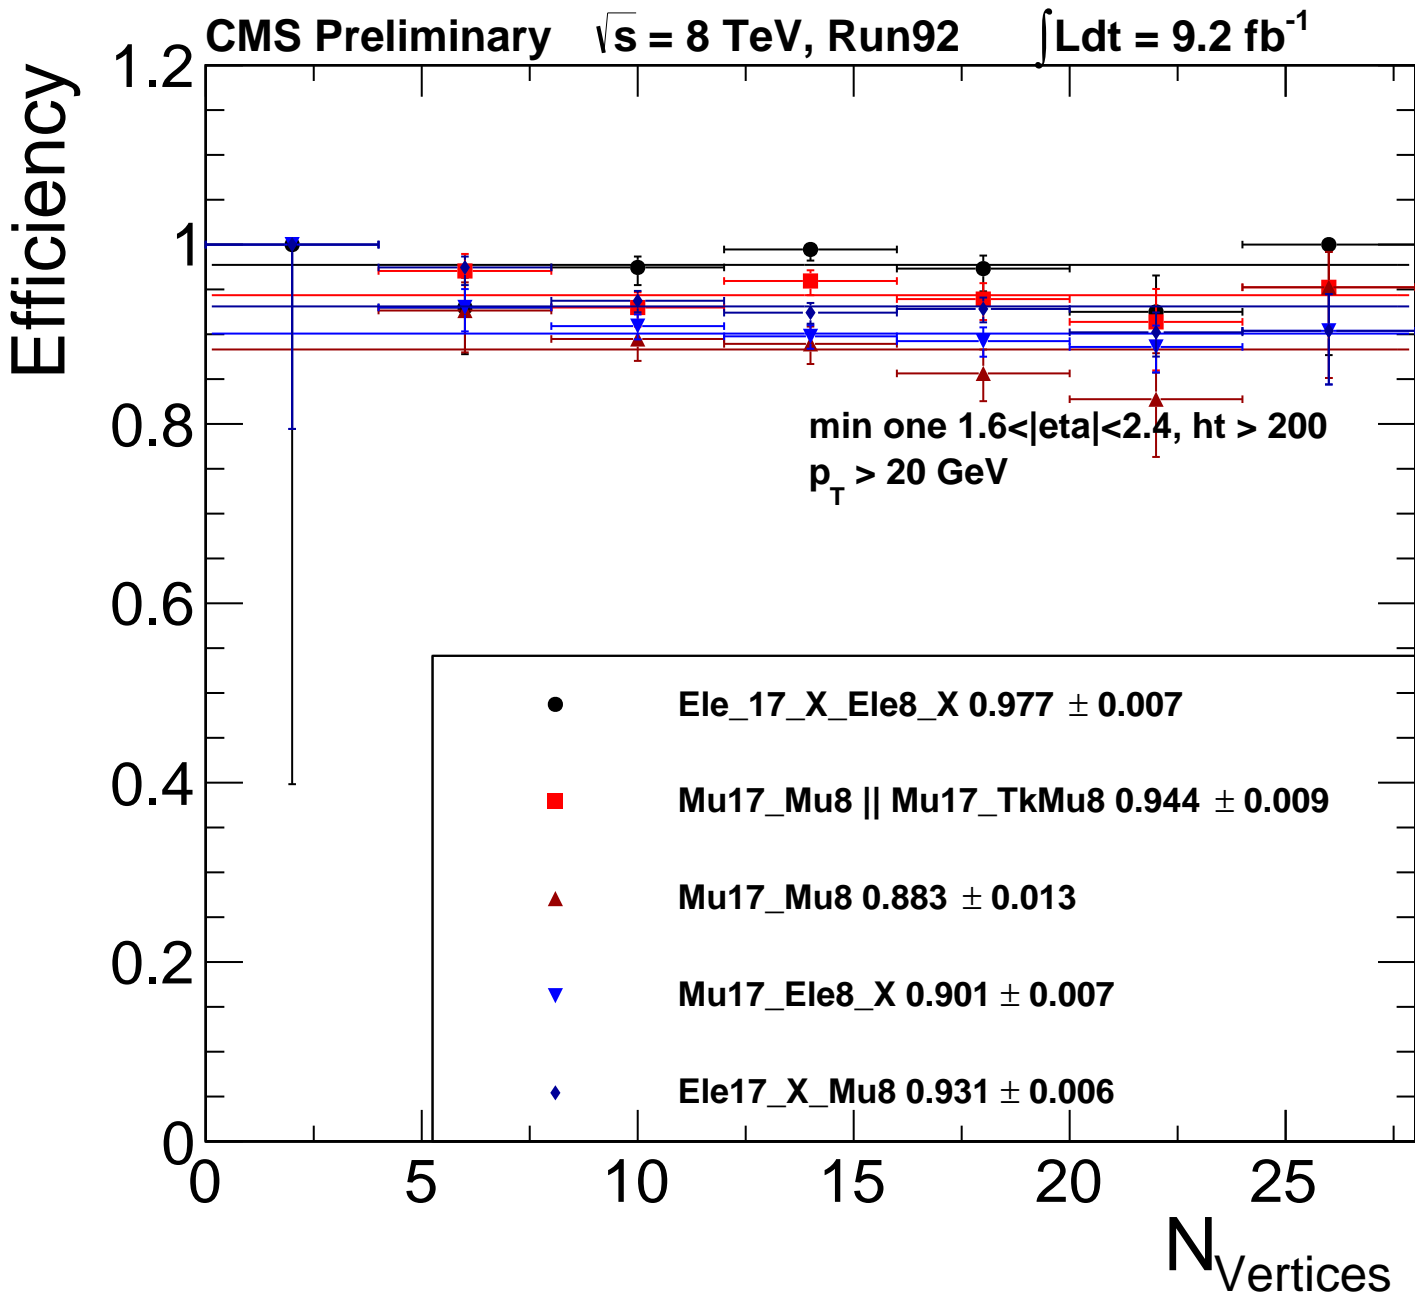 CMS Preliminary √s = 8 TeV, Run92 ∫Ldt = 9.2 fb⁻¹
Efficiency
1.2
1
0.8
0.6
0.4
0.2
0
min one 1.6<|eta|<2.4, ht > 200
p_T > 20 GeV
Ele_17_X_Ele8_X 0.977 ± 0.007
Mu17_Mu8 || Mu17_TkMu8 0.944 ± 0.009
Mu17_Mu8 0.883 ± 0.013
Mu17_Ele8_X 0.901 ± 0.007
Ele17_X_Mu8 0.931 ± 0.006
0 5 10 15 20 25
N_Vertices